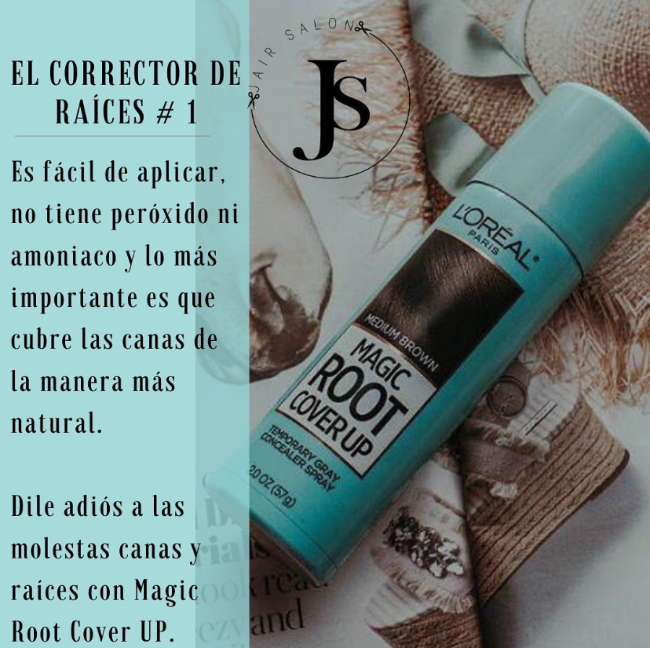 JAIR SALON
JS
EL CORRECTOR DE
RAÍCES # 1
Es fácil de aplicar,
no tiene peróxido ni
amoniaco y lo más
importante es que
cubre las canas de
la manera más
natural.
Dile adiós a las
molestas canas y
raíces con Magic
Root Cover UP.
L'ORÉAL®
PARIS
MEDIUM BROWN
MAGIC
ROOT
COVER UP
TEMPORARY GRAY
CONCEALER SPRAY
2.0 OZ (57g)
and